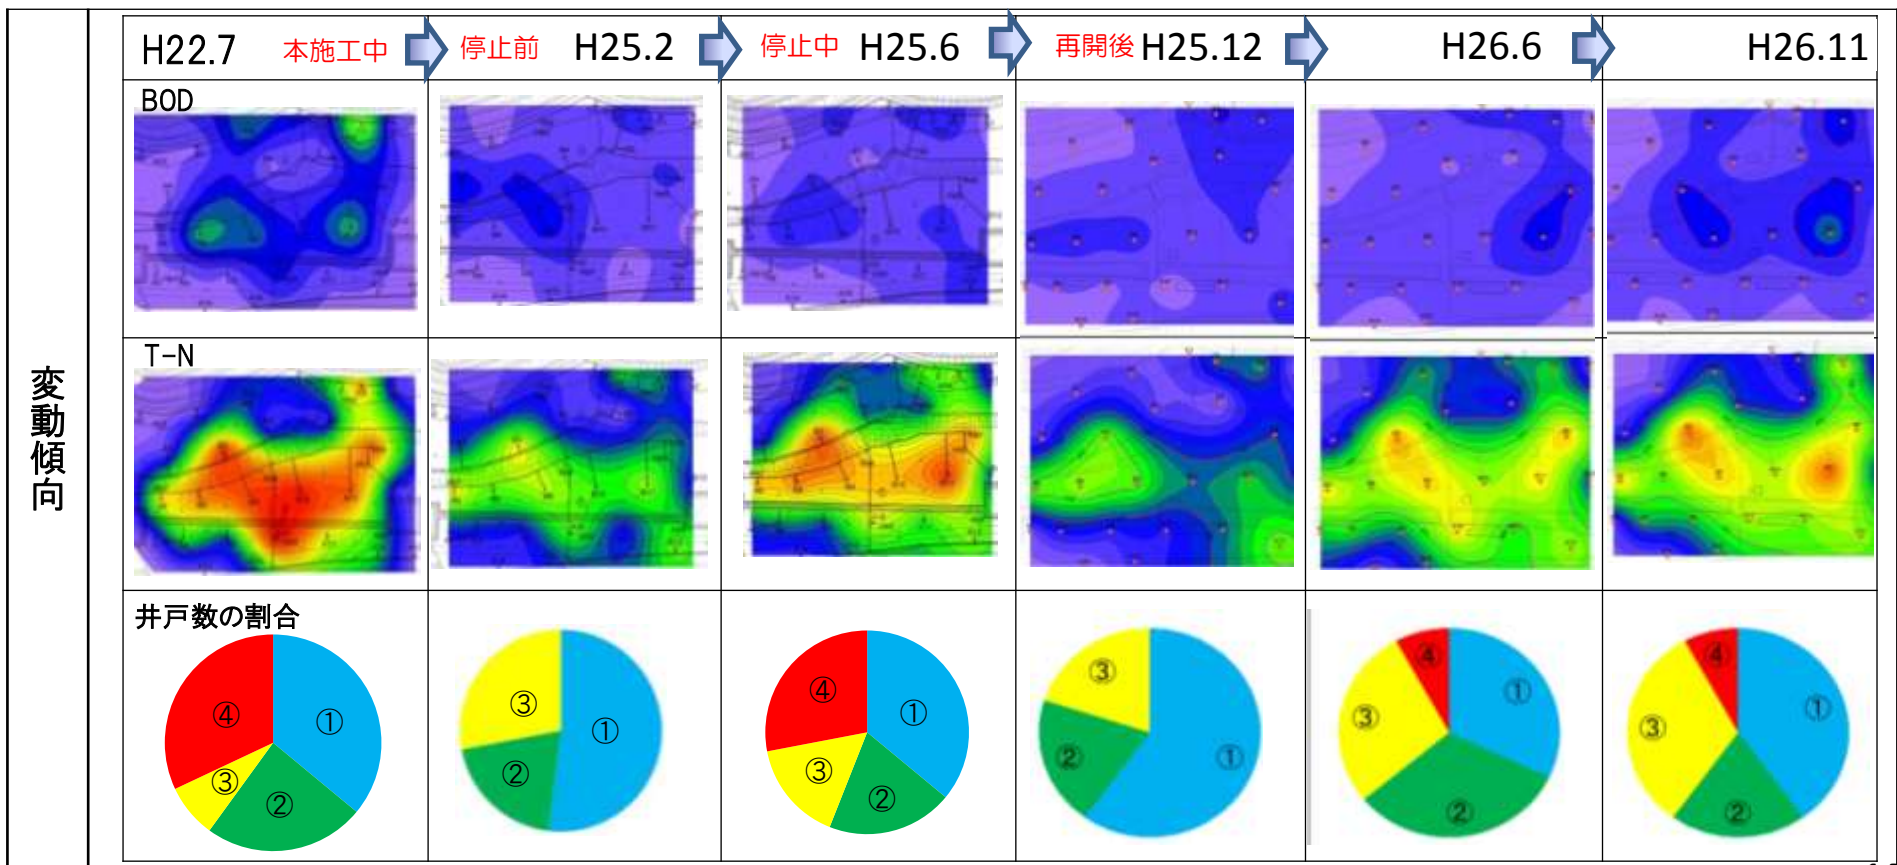 H22.7 本施工中 停止前 H25.2 停止中 H25.6 再開後 H25.12 H26.6 H26.11
BOD
T-N
変動傾向
井戸数の割合
④ ① ③ ②
③ ① ②
④ ① ③ ②
③ ② ①
④ ① ③ ②
④ ① ③ ②